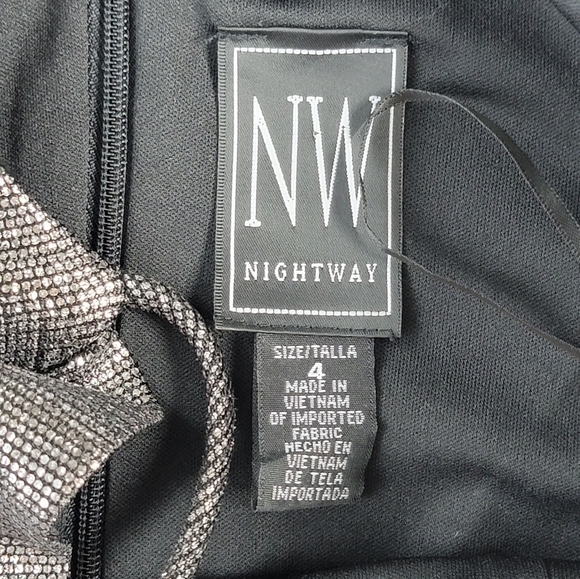 NW
NIGHTWAY
SIZE/TALLA
4
MADE IN
VIETNAM
OF IMPORTED
FABRIC
HECHO EN
VIETNAM
DE TELA
IMPORTADA